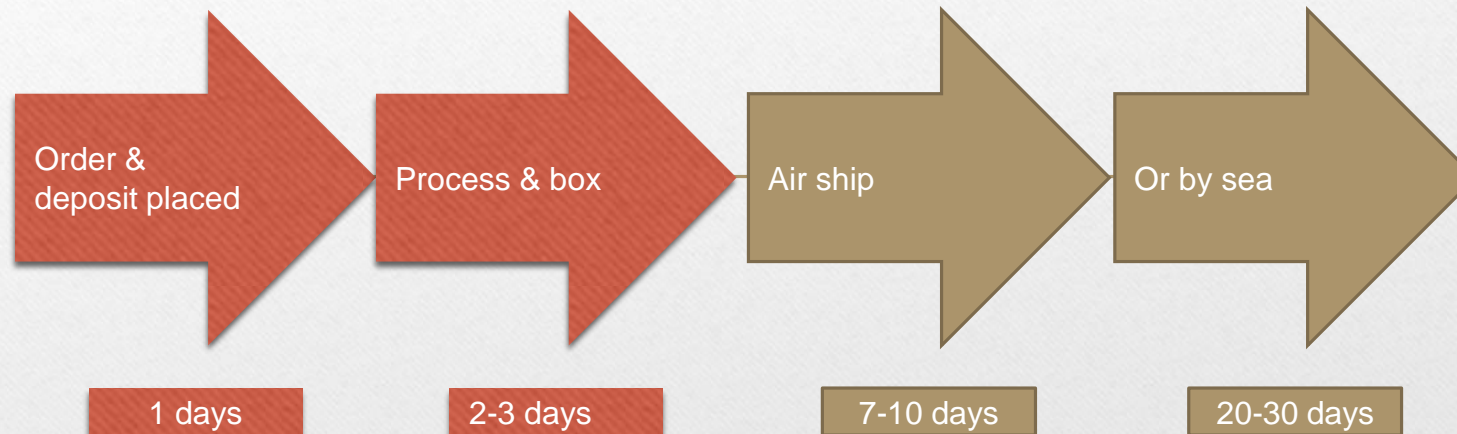 Order &
deposit placed
Process & box
Air ship
Or by sea
1 days
2-3 days
7-10 days
20-30 days